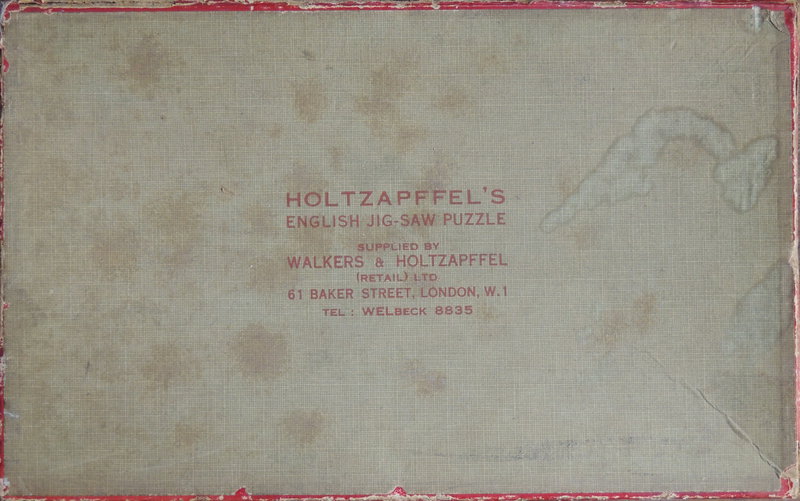 HOLTZAPFFEL'S
ENGLISH JIG-SAW PUZZLE
SUPPLIED BY
WALKERS & HOLTZAPFFEL
(RETAIL) LTD
61 BAKER STREET, LONDON, W.1
TEL : WELBECK 8835